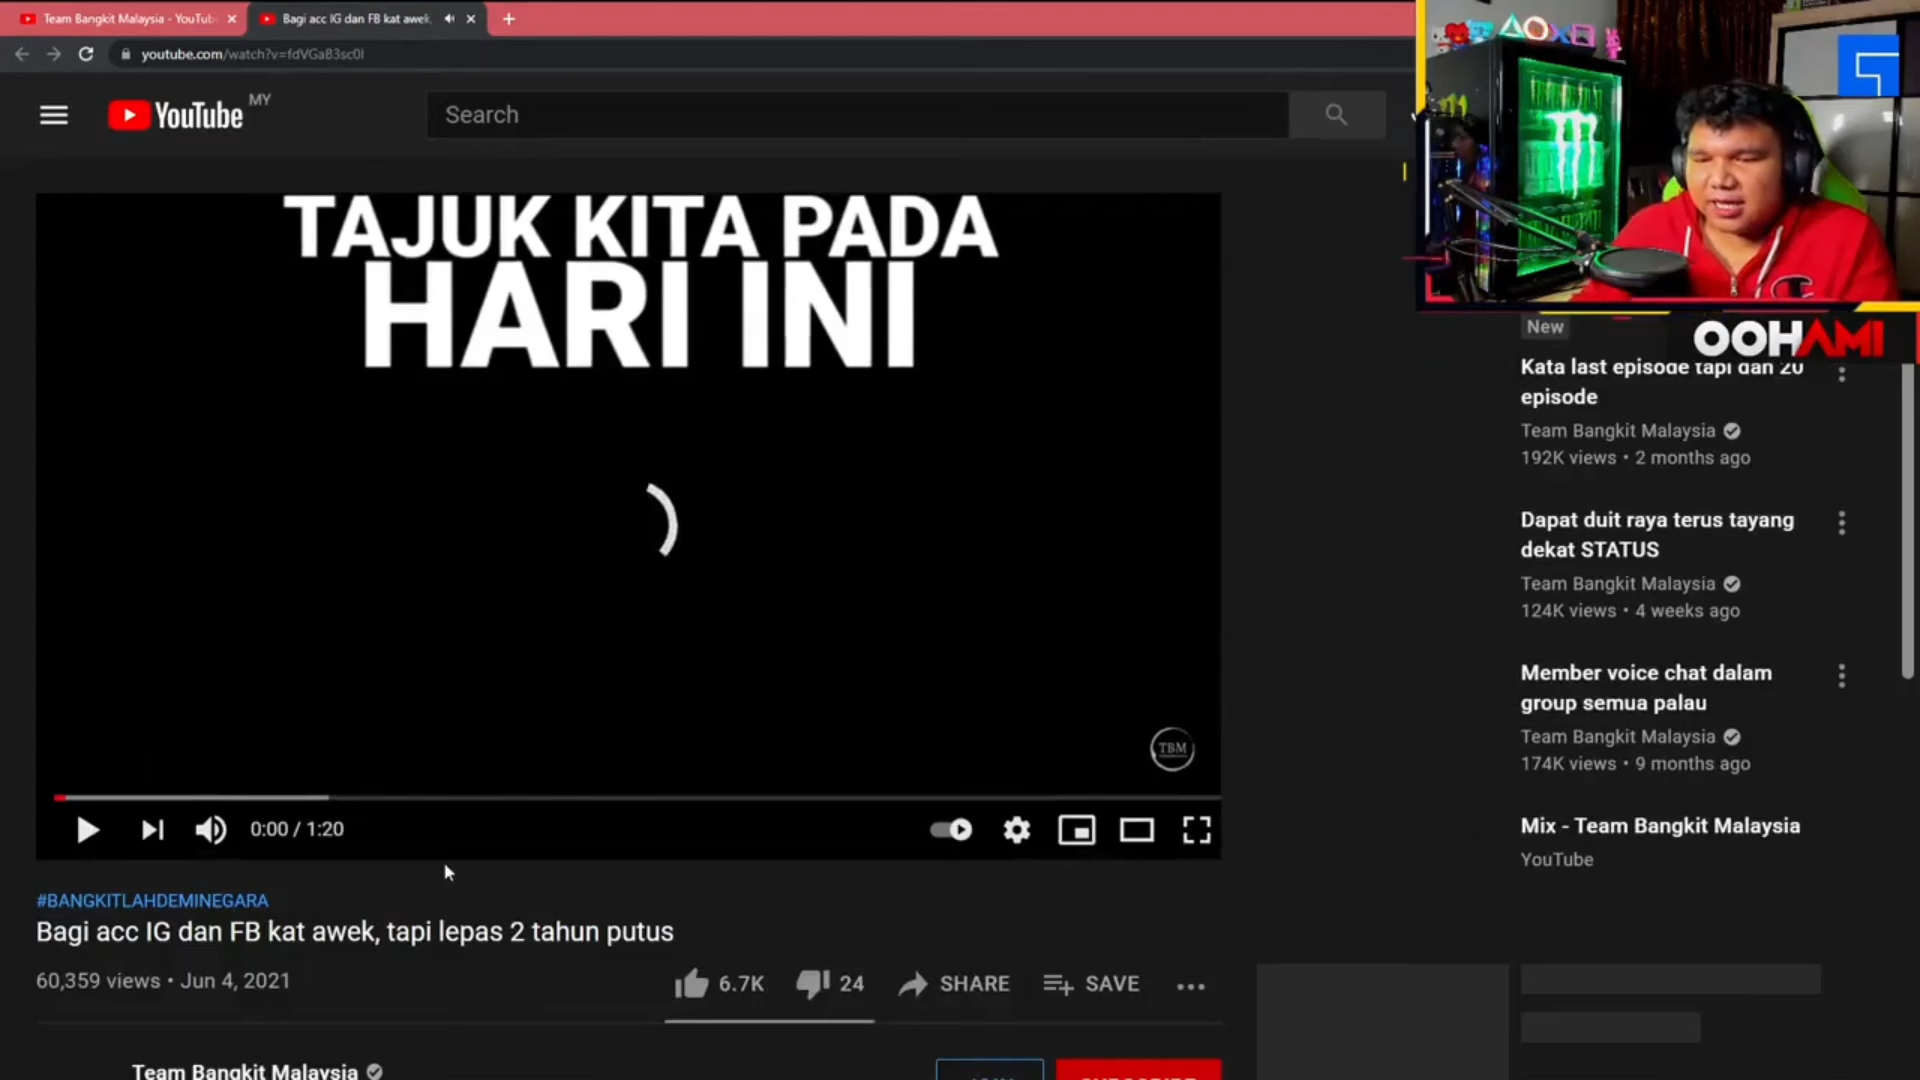 Team Bangkit Malaysia - YouTub
Bagi acc IG dan FB kat awek,
youtube.com/watch?v=fdVGaB3sc0I
YouTube
MY
Search
TAJUK KITA PADA
HARI INI
TBM
0:00 / 1:20
#BANGKITLAHDEMINEGARA
Bagi acc IG dan FB kat awek, tapi lepas 2 tahun putus
60,359 views • Jun 4, 2021
6.7K
24
SHARE
SAVE
Team Bangkit Malaysia
JOIN
SUBSCRIBE
OOHAMI
New
Kata last episode tapi dah 20
episode
Team Bangkit Malaysia
192K views • 2 months ago
Dapat duit raya terus tayang
dekat STATUS
Team Bangkit Malaysia
124K views • 4 weeks ago
Member voice chat dalam
group semua palau
Team Bangkit Malaysia
174K views • 9 months ago
Mix - Team Bangkit Malaysia
YouTube